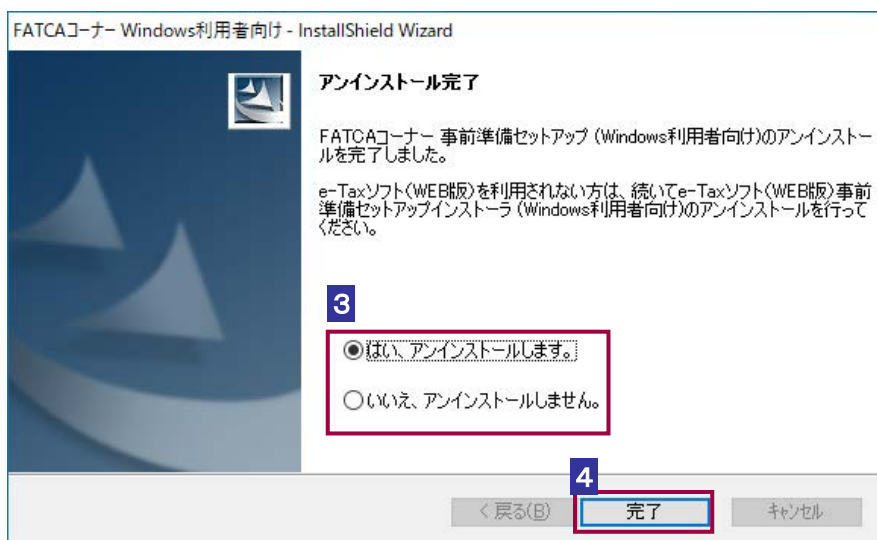 FATCAコーナー Windows利用者向け - InstallShield Wizard
アンインストール完了
FATCAコーナー 事前準備セットアップ (Windows利用者向け)のアンインストー
ルを完了しました。
e-Taxソフト(WEB版)を利用されない方は、続いてe-Taxソフト(WEB版)事前
準備セットアップインストーラ (Windows利用者向け)のアンインストールを行って
ください。
3
はい、アンインストールします。
いいえ、アンインストールしません。
4
< 戻る(B)
完了
キャンセル